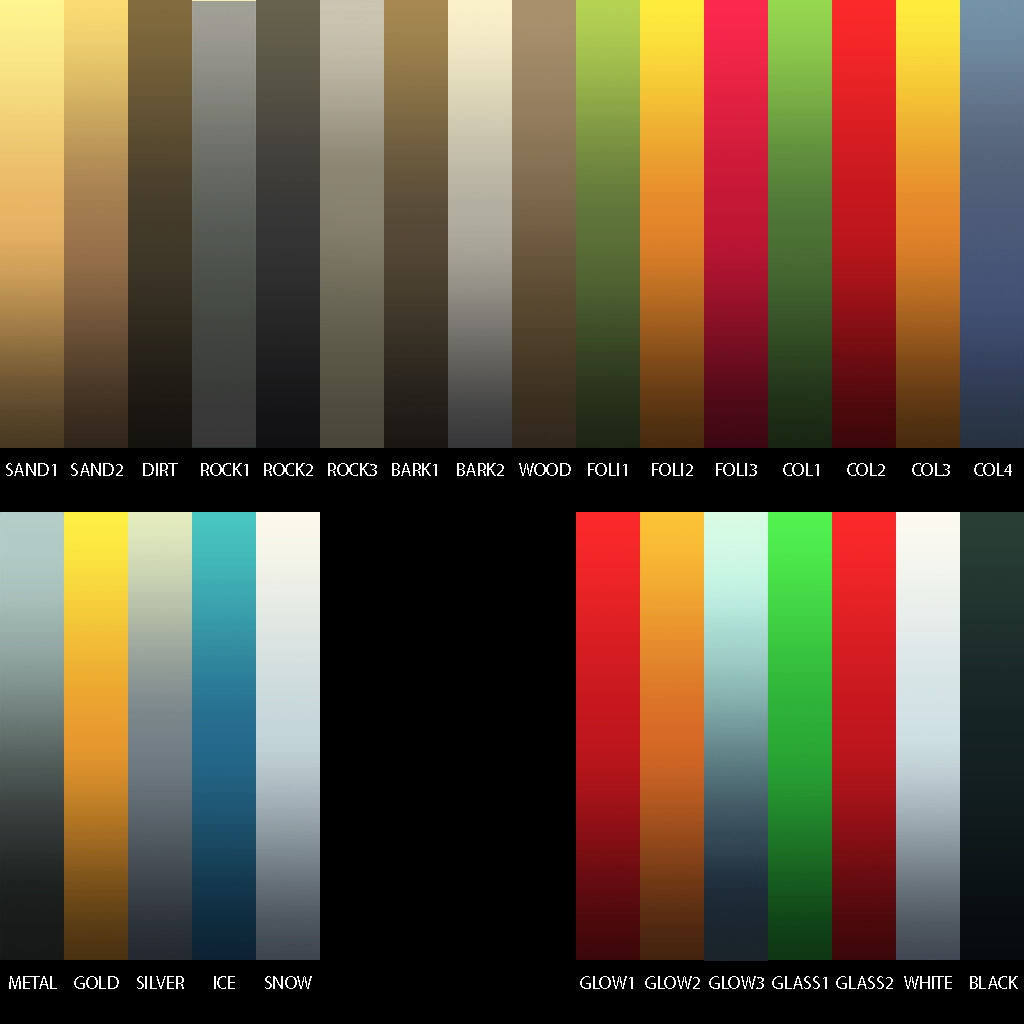 SAND1 SAND2 DIRT ROCK1 ROCK2 ROCK3 BARK1 BARK2 WOOD FOLI1 FOLI2 FOLI3 COL1 COL2 COL3 COL4
METAL GOLD SILVER ICE SNOW GLOW1 GLOW2 GLOW3 GLASS1 GLASS2 WHITE BLACK